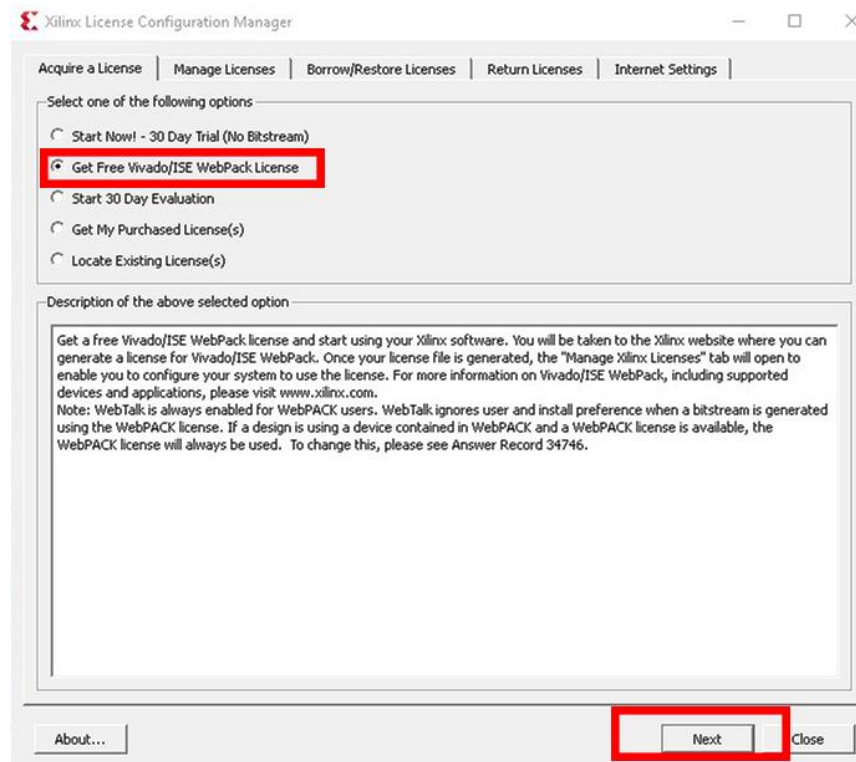 Xilinx License Configuration Manager
Acquire a License Manage Licenses Borrow/Restore Licenses Return Licenses Internet Settings
Select one of the following options
Start Now! - 30 Day Trial (No Bitstream)
Get Free Vivado/ISE WebPack License
Start 30 Day Evaluation
Get My Purchased License(s)
Locate Existing License(s)
Description of the above selected option
Get a free Vivado/ISE WebPack license and start using your Xilinx software. You will be taken to the Xilinx website where you can
generate a license for Vivado/ISE WebPack. Once your license file is generated, the "Manage Xilinx Licenses" tab will open to
enable you to configure your system to use the license. For more information on Vivado/ISE WebPack, including supported
devices and applications, please visit www.xilinx.com.
Note: WebTalk is always enabled for WebPACK users. WebTalk ignores user and install preference when a bitstream is generated
using the WebPACK license. If a design is using a device contained in WebPACK and a WebPACK license is available, the
WebPACK license will always be used. To change this, please see Answer Record 34746.
About... Next Close